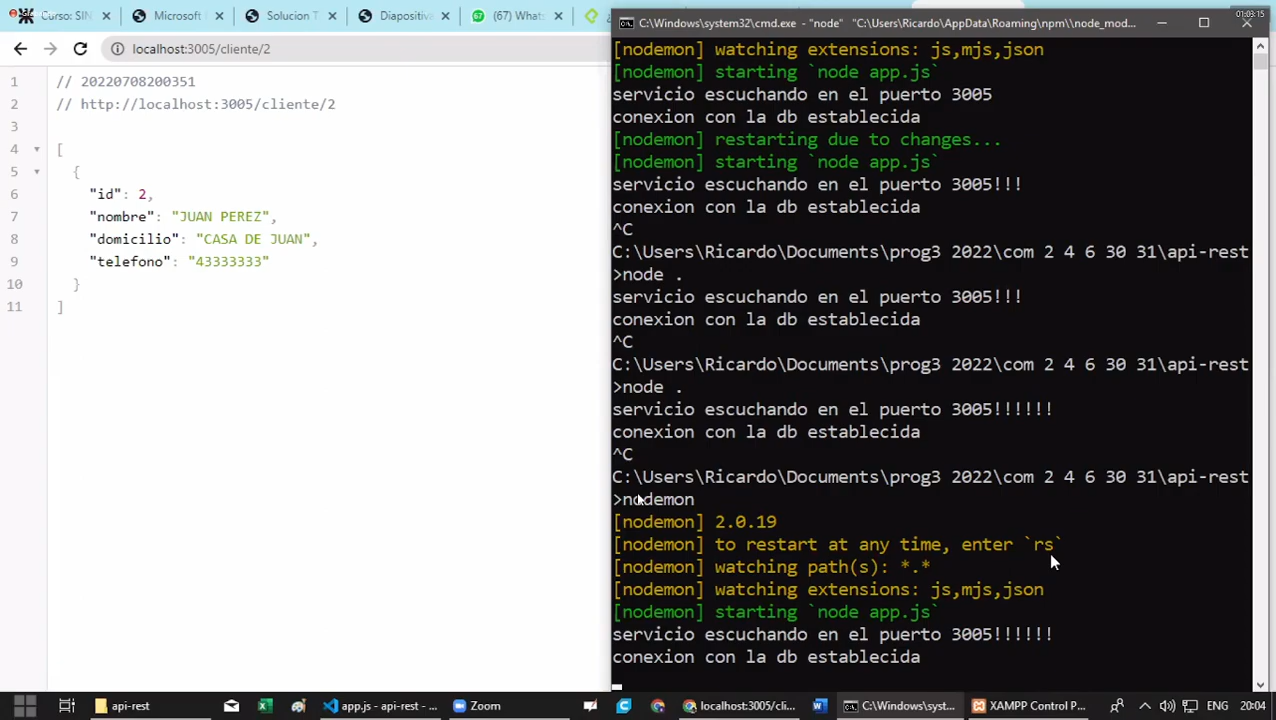 Curso: SIN
Microsoft
Solucion T
Diapositiva
(67) Whats
C:\Windows\system32\cmd.exe - "node" "C:\Users\Ricardo\AppData\Roaming\npm\\node_mod...
01:03:15
localhost:3005/cliente/2
1 // 20220708200351
2 // http://localhost:3005/cliente/2
3
4 [
5 {
6 "id": 2,
7 "nombre": "JUAN PEREZ",
8 "domicilio": "CASA DE JUAN",
9 "telefono": "43333333"
10 }
11 ]
[nodemon] watching extensions: js,mjs,json
[nodemon] starting `node app.js`
servicio escuchando en el puerto 3005
conexion con la db establecida
[nodemon] restarting due to changes...
[nodemon] starting `node app.js`
servicio escuchando en el puerto 3005!!!
conexion con la db establecida
^C
C:\Users\Ricardo\Documents\prog3 2022\com 2 4 6 30 31\api-rest
>node .
servicio escuchando en el puerto 3005!!!
conexion con la db establecida
^C
C:\Users\Ricardo\Documents\prog3 2022\com 2 4 6 30 31\api-rest
>node .
servicio escuchando en el puerto 3005!!!!!!
conexion con la db establecida
^C
C:\Users\Ricardo\Documents\prog3 2022\com 2 4 6 30 31\api-rest
>nodemon
[nodemon] 2.0.19
[nodemon] to restart at any time, enter `rs`
[nodemon] watching path(s): *.*
[nodemon] watching extensions: js,mjs,json
[nodemon] starting `node app.js`
servicio escuchando en el puerto 3005!!!!!!
conexion con la db establecida
api-rest
app.js - api-rest - ...
Zoom
localhost:3005/cli...
C:\Windows\syst...
XAMPP Control P...
ENG
20:04